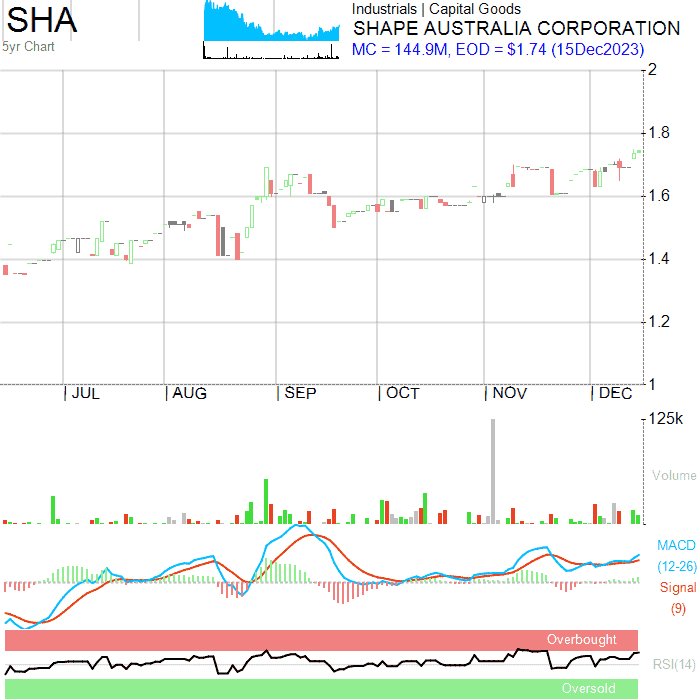 SHA
5yr Chart
Industrials | Capital Goods
SHAPE AUSTRALIA CORPORATION
MC = 144.9M, EOD = $1.74 (15Dec2023)
2
1.8
1.6
1.4
1.2
1
| JUL | AUG | SEP | OCT | NOV | DEC
125k
Volume
MACD
(12-26)
Signal
(9)
Overbought
RSI(14)
Oversold